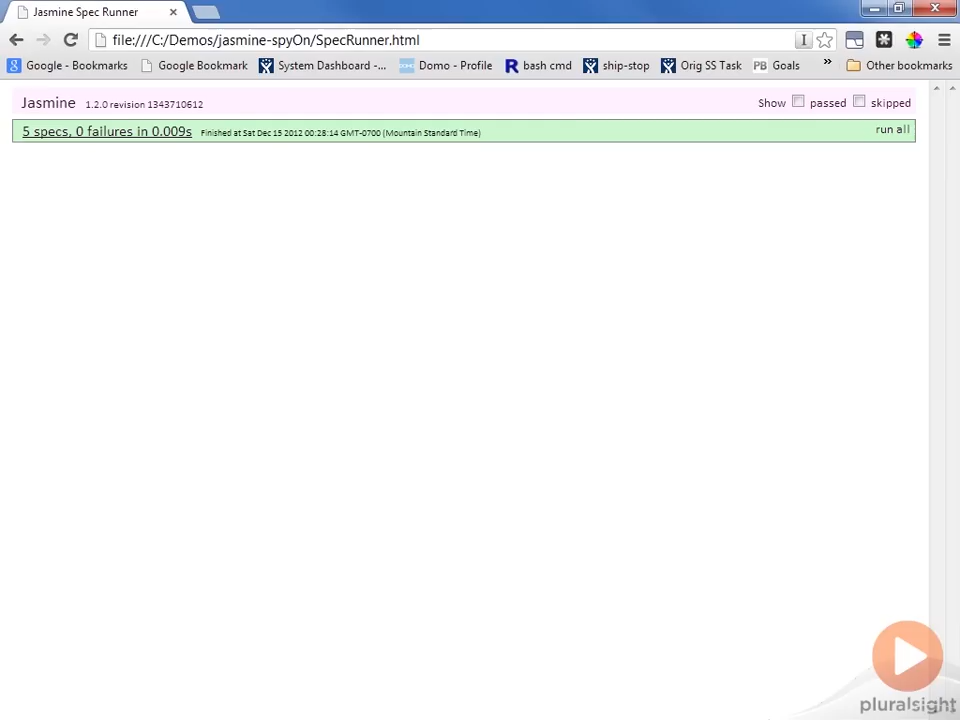 Jasmine Spec Runner
file:///C:/Demos/jasmine-spyOn/SpecRunner.html
Google - Bookmarks Google Bookmark System Dashboard -... Domo - Profile bash cmd ship-stop Orig SS Task PB Goals » Other bookmarks
Jasmine 1.2.0 revision 1343710612 Show passed skipped
5 specs, 0 failures in 0.009s Finished at Sat Dec 15 2012 00:28:14 GMT-0700 (Mountain Standard Time) run all
pluralsight